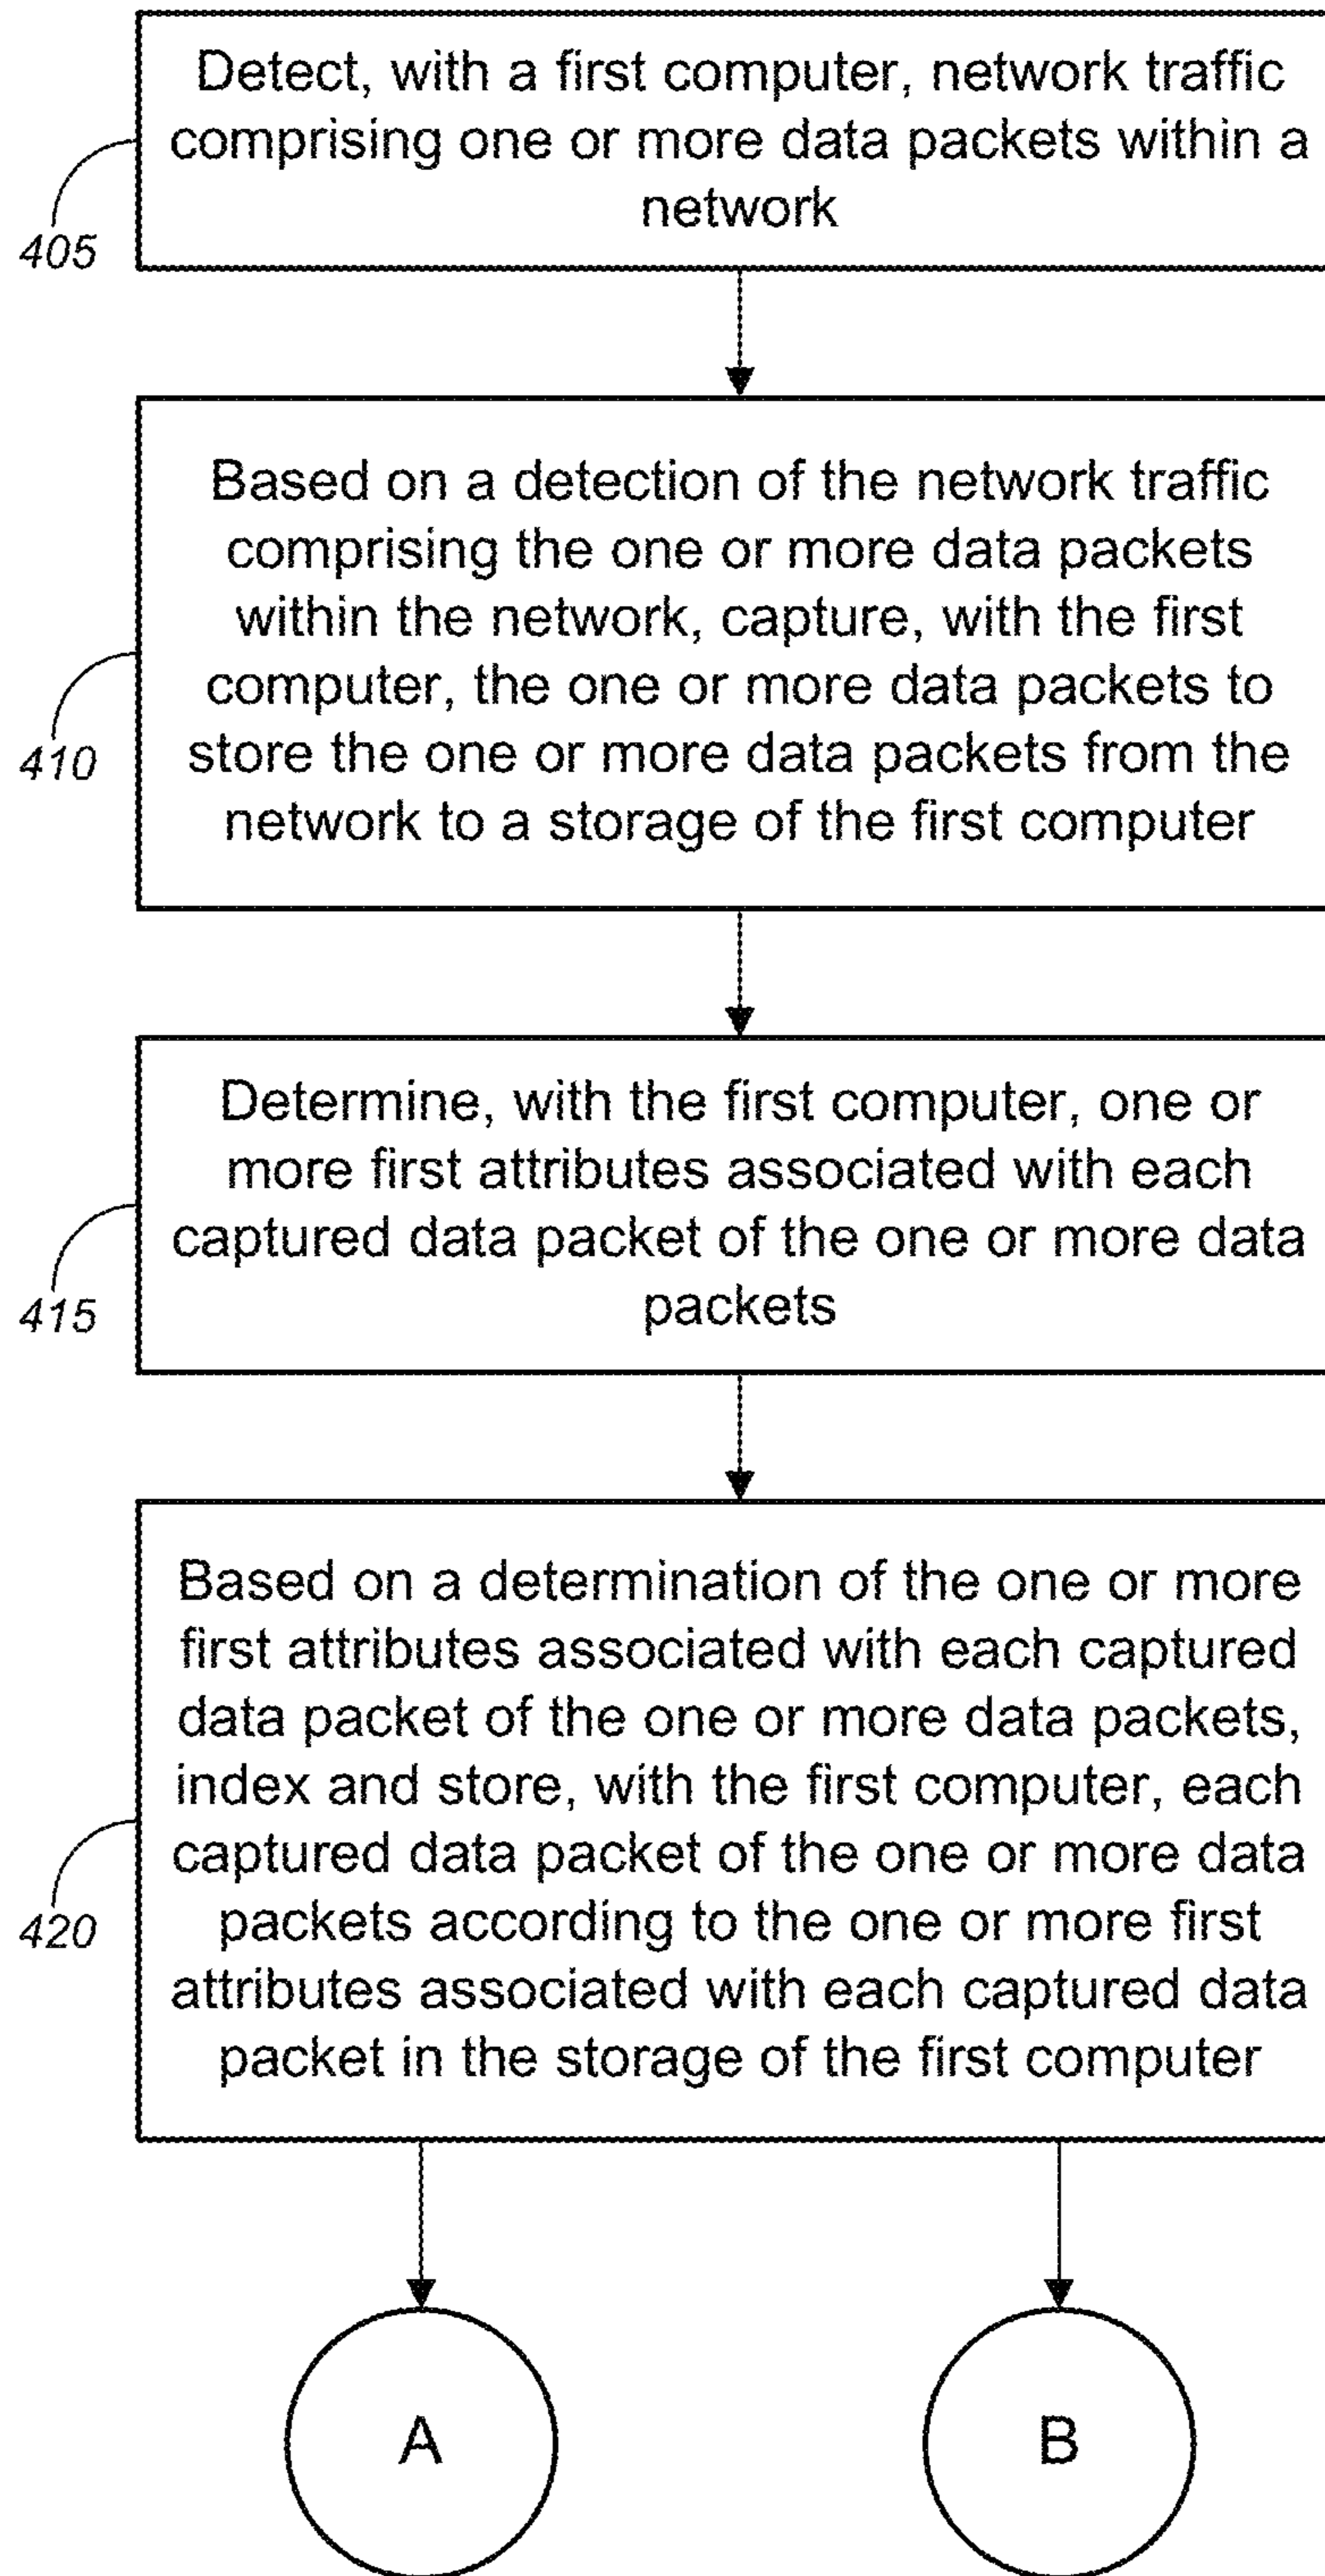 Detect, with a first computer, network traffic
comprising one or more data packets within a
network
405
Based on a detection of the network traffic
comprising the one or more data packets
within the network, capture, with the first
computer, the one or more data packets to
store the one or more data packets from the
network to a storage of the first computer
410
Determine, with the first computer, one or
more first attributes associated with each
captured data packet of the one or more data
packets
415
Based on a determination of the one or more
first attributes associated with each captured
data packet of the one or more data packets,
index and store, with the first computer, each
captured data packet of the one or more data
packets according to the one or more first
attributes associated with each captured data
packet in the storage of the first computer
420
A
B